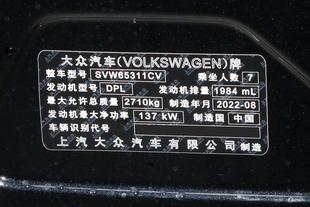 大众汽车(VOLKSWAGEN)牌
整车型号 SVW65311CV 乘坐人数 7
发动机型号 DPL 发动机排量 1984 mL
最大允许总质量 2710kg 制造年月 2022-08
发动机最大净功率 137 kW 制造国 中国
车辆识别代号
上汽大众汽车有限公司 制造